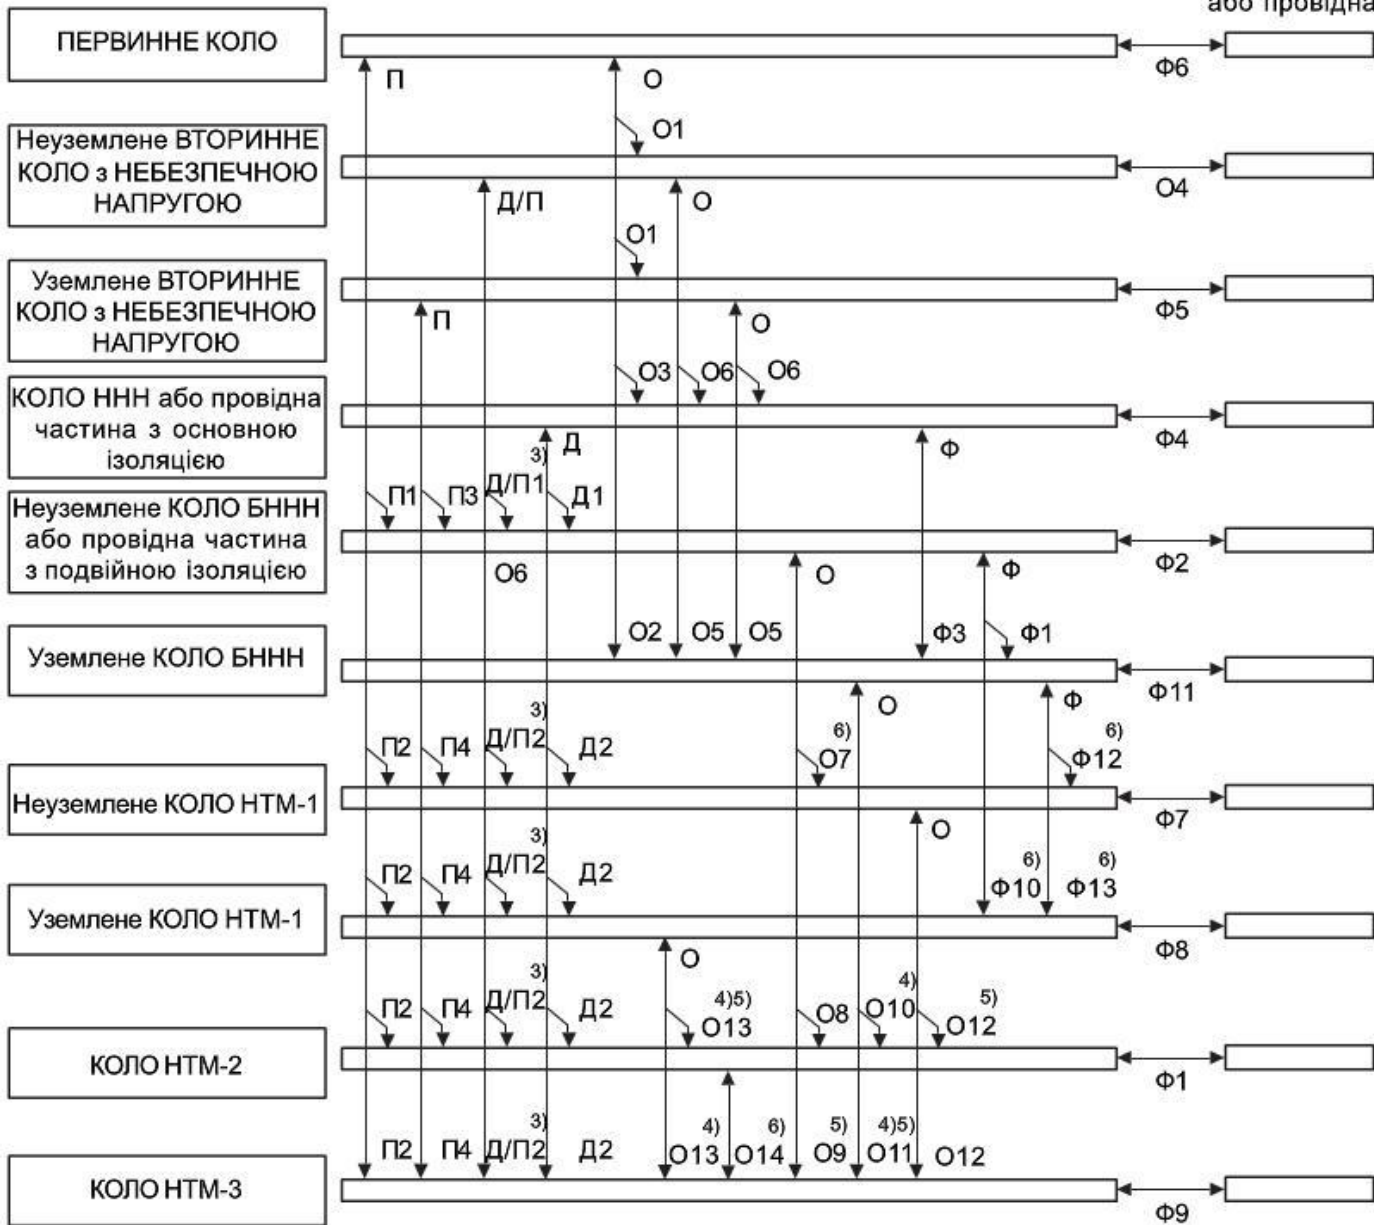 або провідна
ПЕРВИННЕ КОЛО
Ф6
П
О
О1
Неуземлене ВТОРИННЕ
КОЛО з НЕБЕЗПЕЧНОЮ
НАПРУГОЮ
О4
Д/П
О
О1
Уземлене ВТОРИННЕ
КОЛО з НЕБЕЗПЕЧНОЮ
НАПРУГОЮ
Ф5
П
О
О3
О6
О6
КОЛО ННН або провідна
частина з основною
ізоляцією
Ф4
Д
Ф
П1
П3
3)
Д/П1
Д1
Неуземлене КОЛО БННН
або провідна частина
з подвійною ізоляцією
Ф2
О6
О
Ф
О2
О5
О5
Ф3
Ф1
Уземлене КОЛО БННН
Ф11
О
Ф
П2
П4
3)
Д/П2
Д2
6)
О7
6)
Ф12
Неуземлене КОЛО НТМ-1
Ф7
О
П2
П4
3)
Д/П2
Д2
6)
Ф10
6)
Ф13
Уземлене КОЛО НТМ-1
Ф8
О
П2
П4
3)
Д/П2
Д2
4)5)
О13
О8
4)
О10
5)
О12
КОЛО НТМ-2
Ф1
П2
П4
3)
Д/П2
Д2
4)
О13
6)
О14
5)
О9
4)5)
О11
О12
КОЛО НТМ-3
Ф9